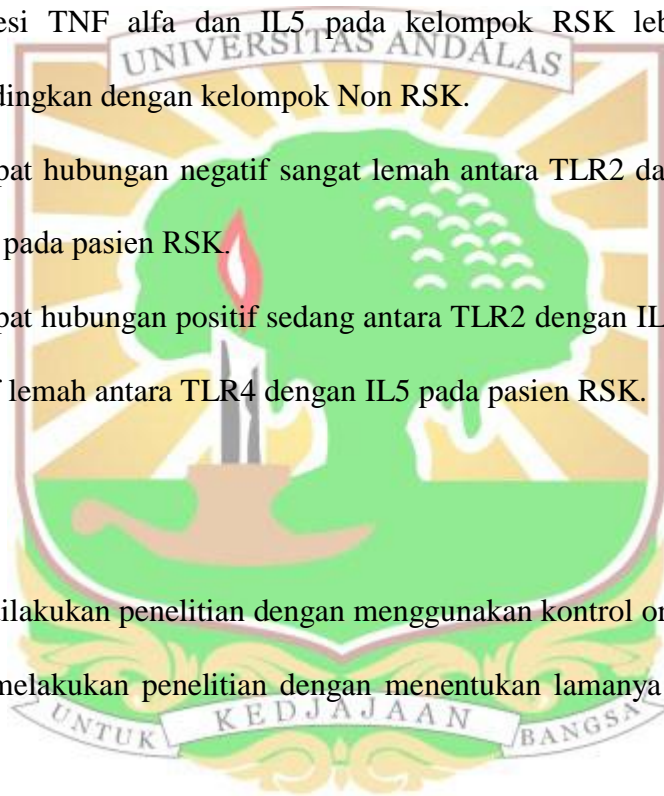 esi TNF alfa dan IL5 pada kelompok RSK leb
UNIVERSITAS ANDALAS
dingkan dengan kelompok Non RSK.
pat hubungan negatif sangat lemah antara TLR2 da
pada pasien RSK.
pat hubungan positif sedang antara TLR2 dengan IL
f lemah antara TLR4 dengan IL5 pada pasien RSK.
ilakukan penelitian dengan menggunakan kontrol or
melakukan penelitian dengan menentukan lamanya
UNTUK KEDJAJAAN BANGSA